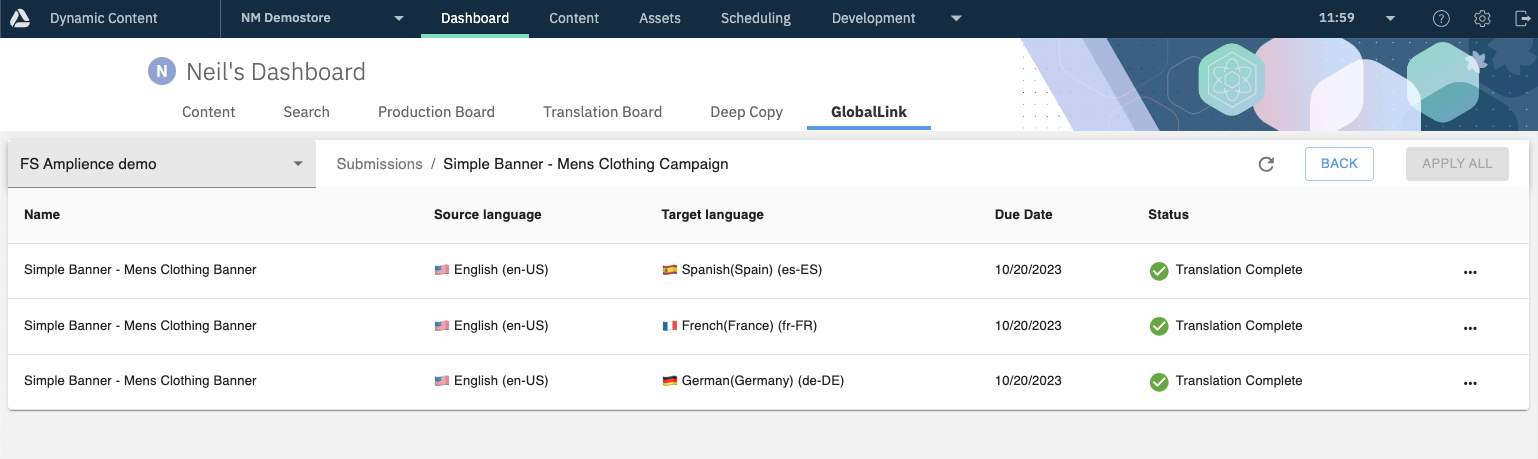 Dynamic Content NM Demostore Dashboard Content Assets Scheduling Development 11:59 ?
N Neil's Dashboard
Content Search Production Board Translation Board Deep Copy GlobalLink
FS Amplience demo Submissions / Simple Banner - Mens Clothing Campaign BACK APPLY ALL
Name Source language Target language Due Date Status
Simple Banner - Mens Clothing Banner English (en-US) Spanish(Spain) (es-ES) 10/20/2023 Translation Complete
Simple Banner - Mens Clothing Banner English (en-US) French(France) (fr-FR) 10/20/2023 Translation Complete
Simple Banner - Mens Clothing Banner English (en-US) German(Germany) (de-DE) 10/20/2023 Translation Complete